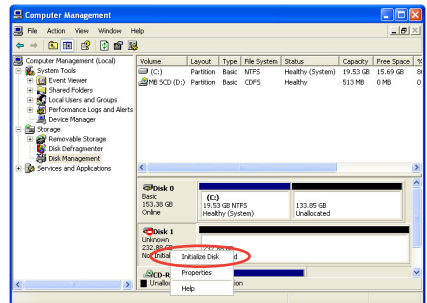 Computer Management
File Action View Window Help
Computer Management (Local)
System Tools
Event Viewer
Shared Folders
Local Users and Groups
Performance Logs and Alerts
Device Manager
Storage
Removable Storage
Disk Defragmenter
Disk Management
Services and Applications
Volume Layout Type File System Status Capacity Free Space %
(C:) Partition Basic NTFS Healthy (System) 19.53 GB 15.69 GB
MB SCD (D:) Partition Basic CDFS Healthy 513 MB 0 MB 0
Disk 0
Basic
153.38 GB
Online
(C:)
19.53 GB NTFS
Healthy (System)
133.85 GB
Unallocated
Disk 1
Unknown
232.88 GB
Initialize Disk
Properties
Help